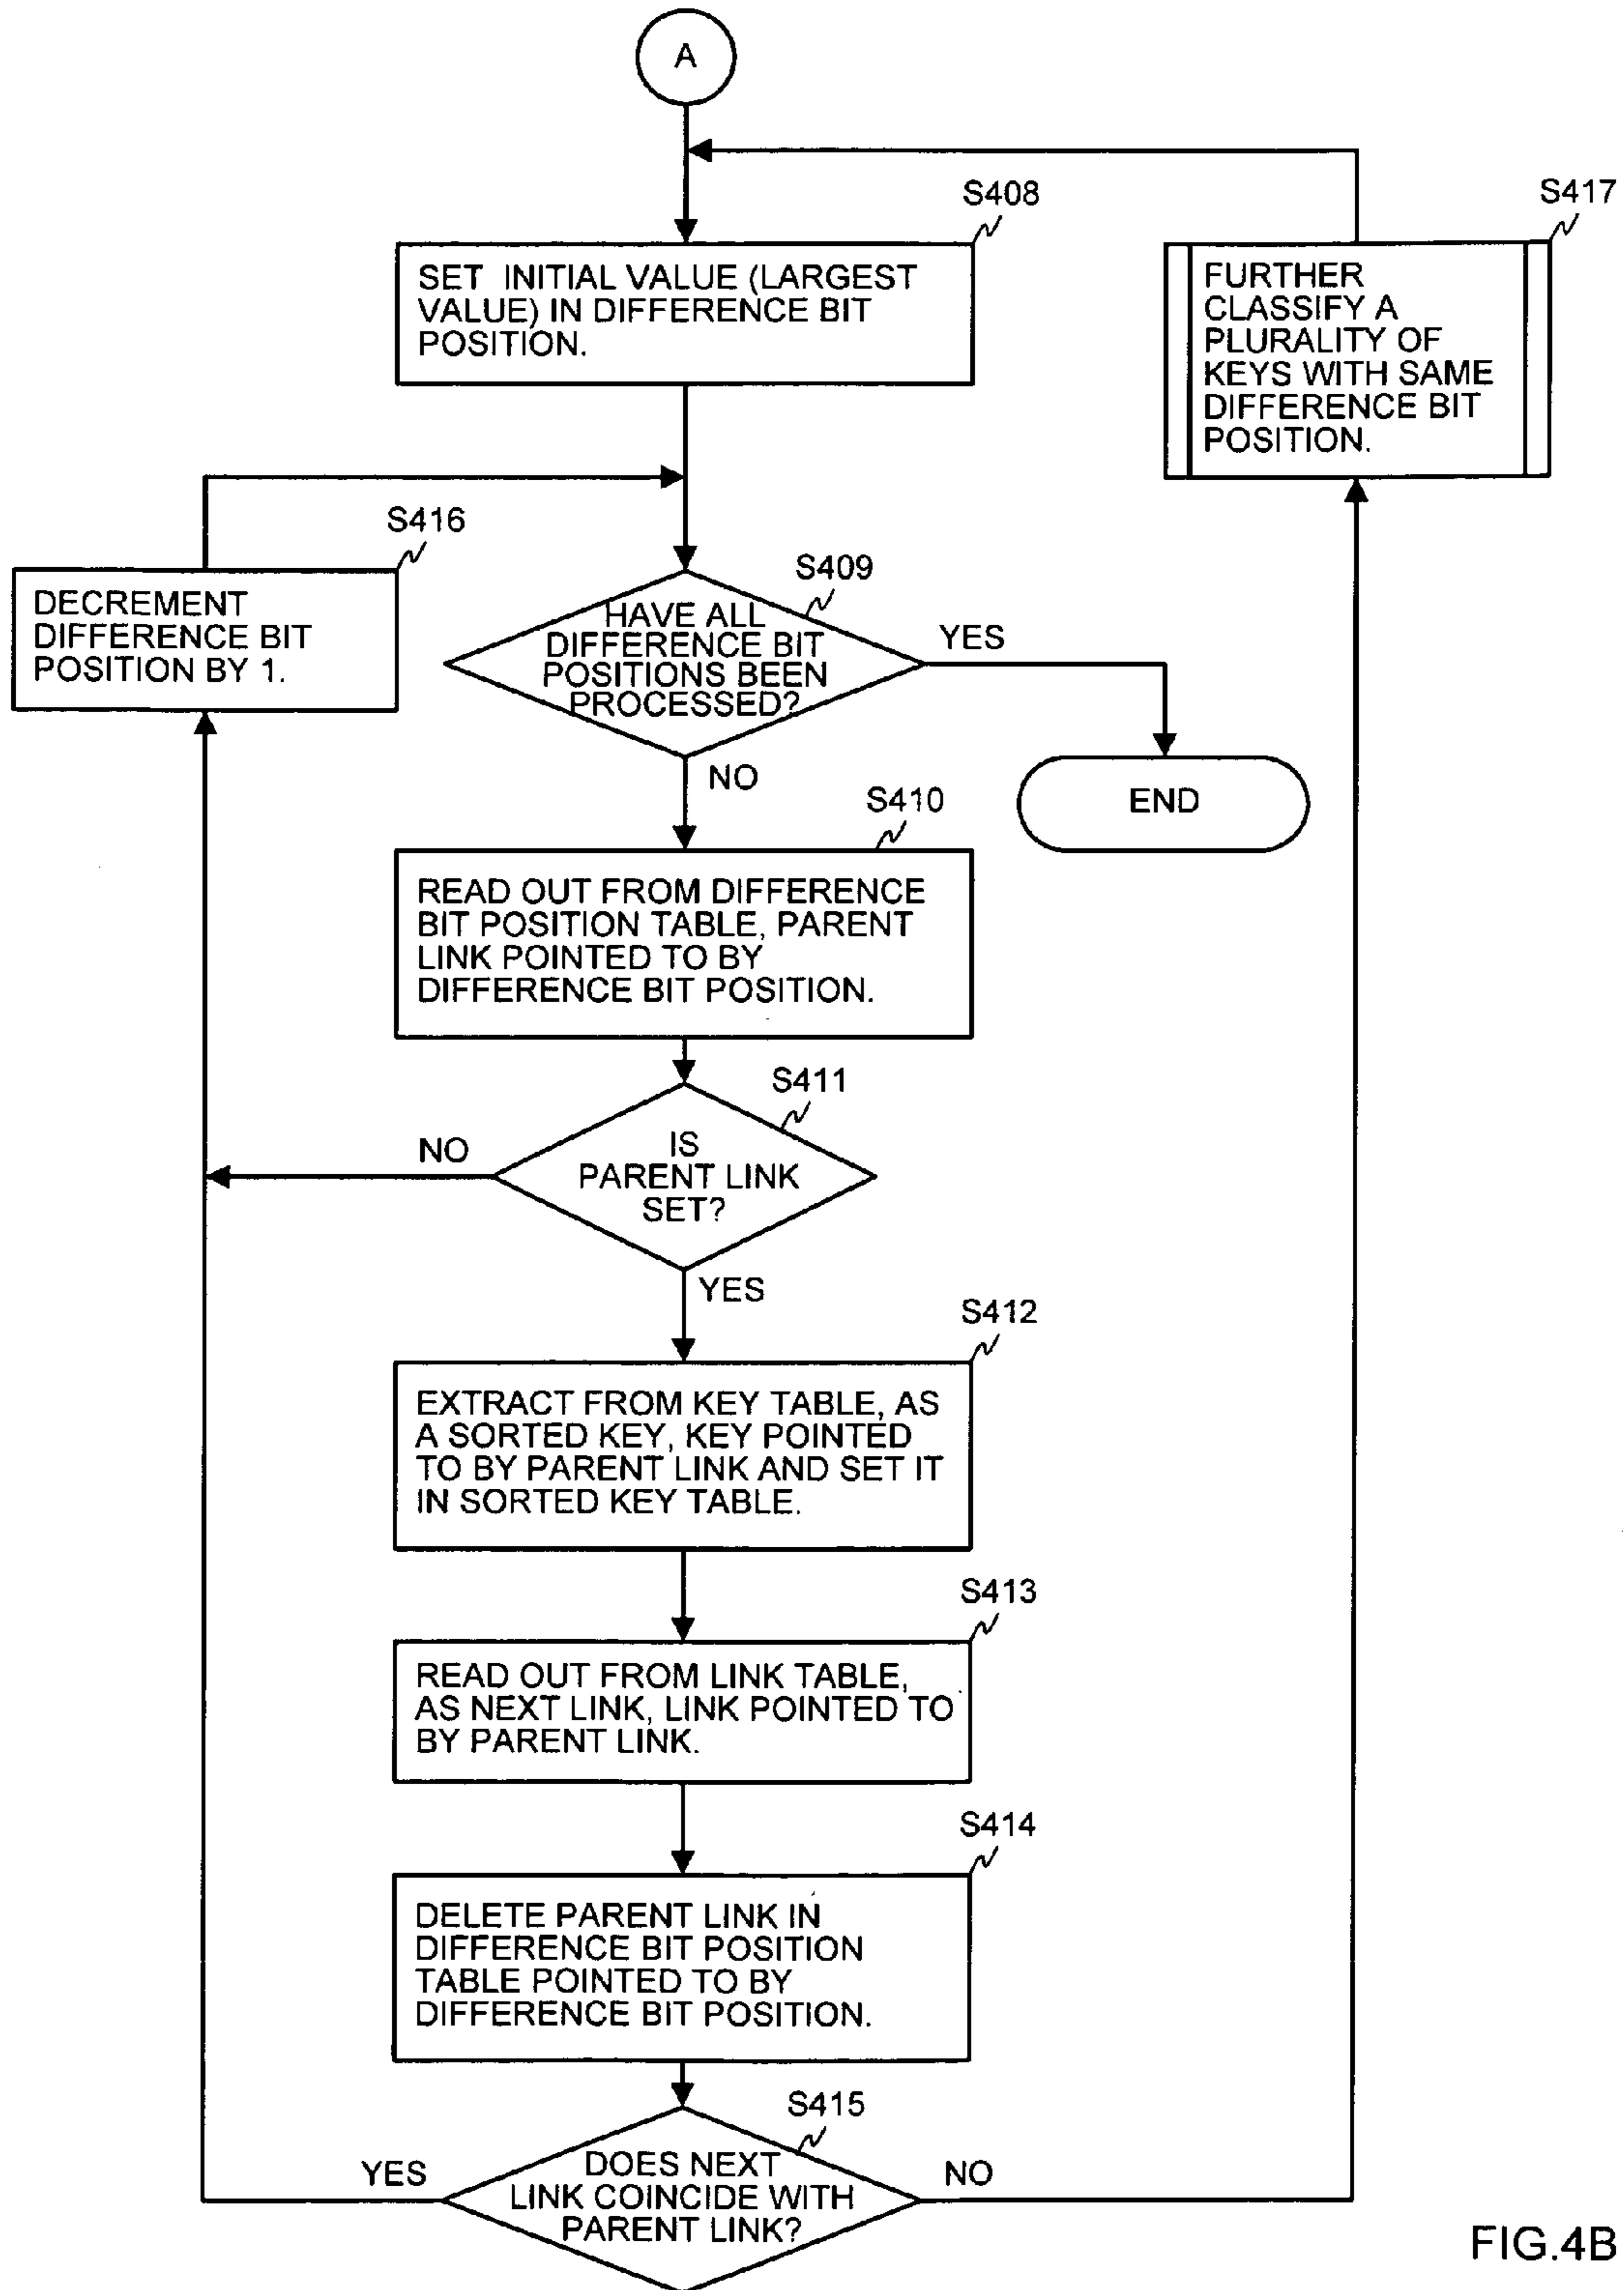 A
S408
SET INITIAL VALUE (LARGEST
VALUE) IN DIFFERENCE BIT
POSITION.
S417
FURTHER
CLASSIFY A
PLURALITY OF
KEYS WITH SAME
DIFFERENCE BIT
POSITION.
S416
DECREMENT
DIFFERENCE BIT
POSITION BY 1.
S409
HAVE ALL
DIFFERENCE BIT
POSITIONS BEEN
PROCESSED?
YES
END
NO
S410
READ OUT FROM DIFFERENCE
BIT POSITION TABLE, PARENT
LINK POINTED TO BY
DIFFERENCE BIT POSITION.
S411
IS
PARENT LINK
SET?
NO
YES
S412
EXTRACT FROM KEY TABLE, AS
A SORTED KEY, KEY POINTED
TO BY PARENT LINK AND SET IT
IN SORTED KEY TABLE.
S413
READ OUT FROM LINK TABLE,
AS NEXT LINK, LINK POINTED TO
BY PARENT LINK.
S414
DELETE PARENT LINK IN
DIFFERENCE BIT POSITION
TABLE POINTED TO BY
DIFFERENCE BIT POSITION.
S415
DOES NEXT
LINK COINCIDE WITH
PARENT LINK?
YES
NO
FIG.4B